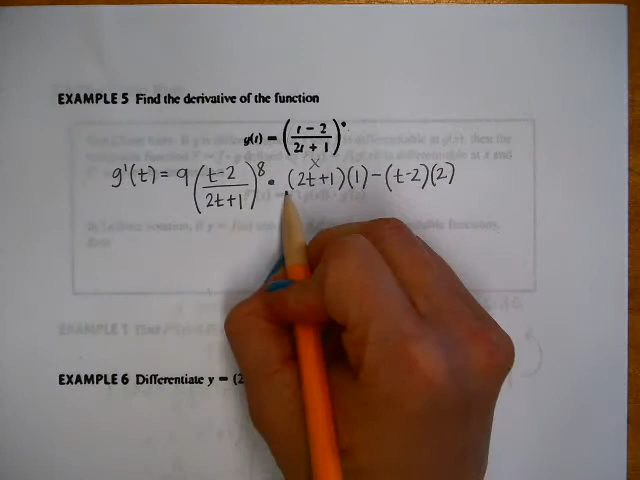 EXAMPLE 5 Find the derivative of the function
g(t) = ((t − 2)/(2t + 1))
g'(t) = 9 ((t-2)/(2t+1))^8 • (2t+1)(1) − (t-2)(2)
EXAMPLE 6 Differentiate y = (2